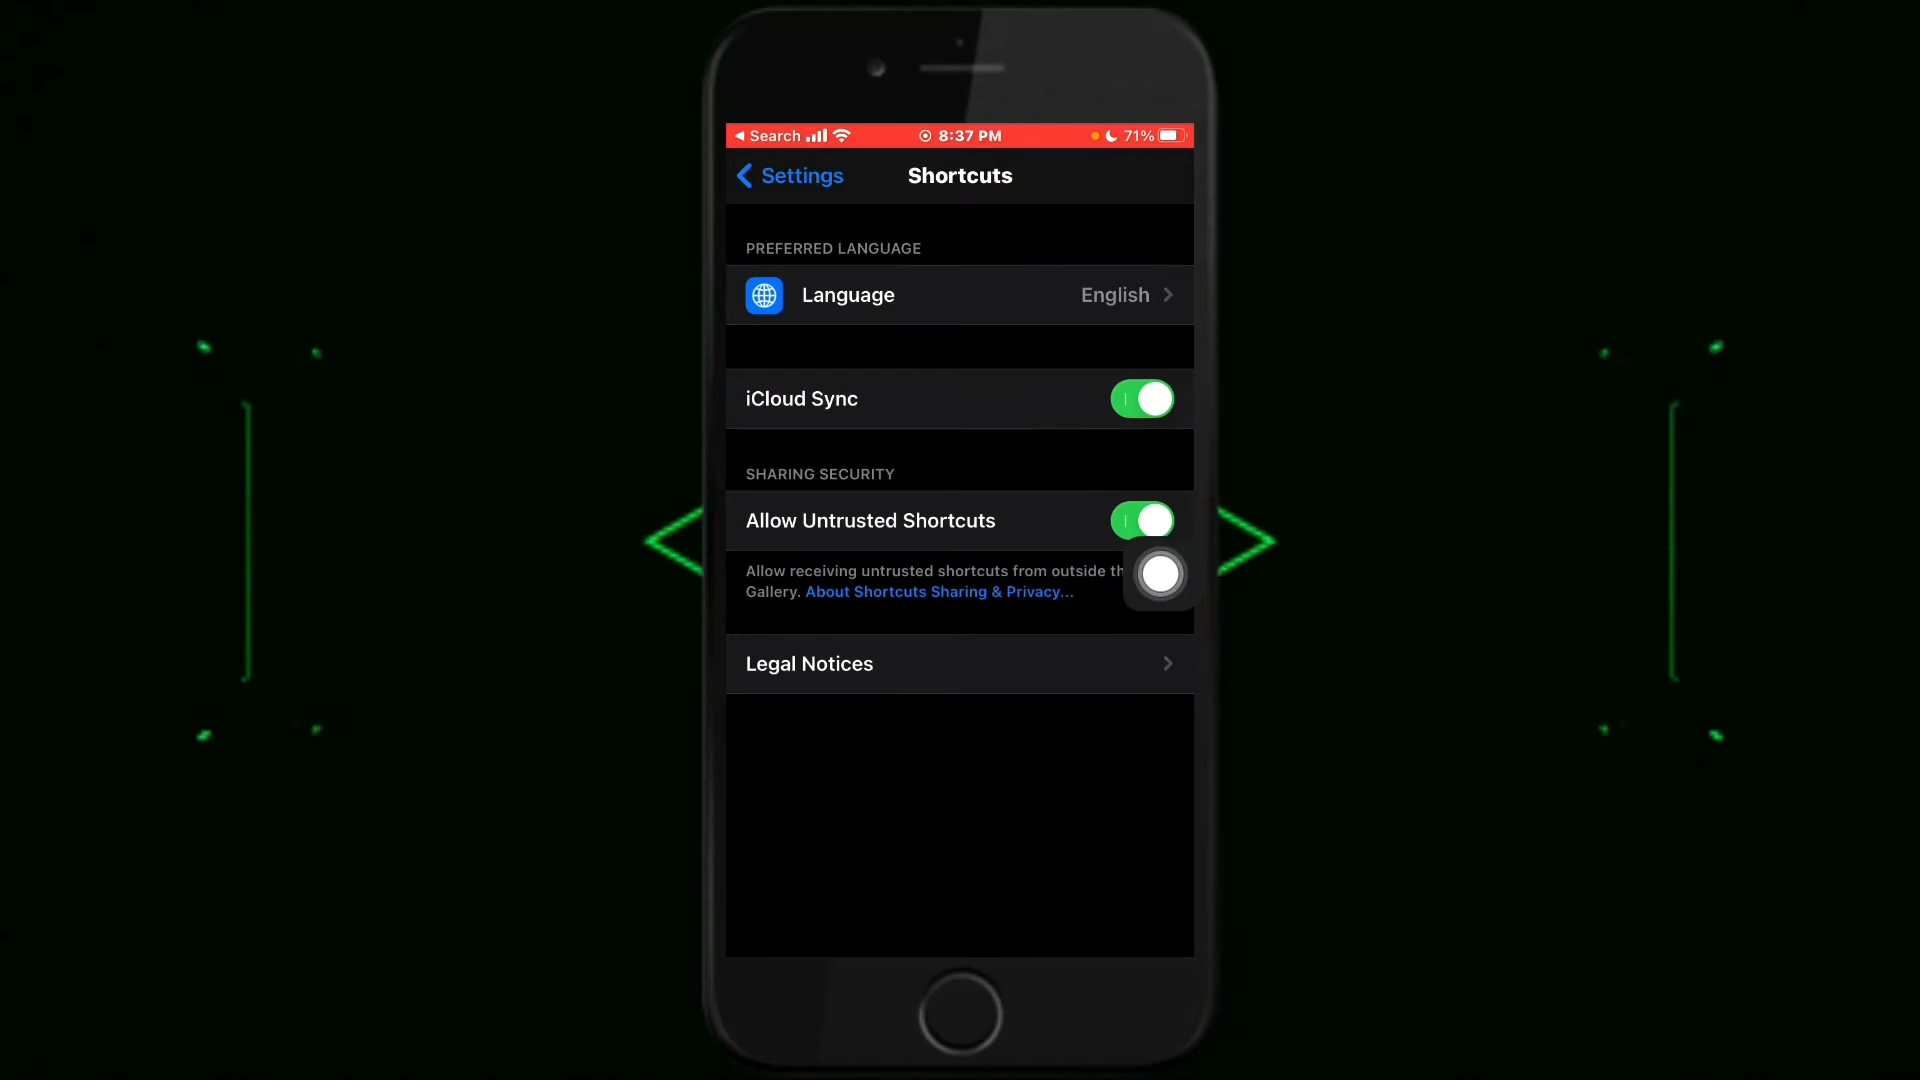 Search 8:37 PM 71%
Settings Shortcuts
PREFERRED LANGUAGE
Language English
iCloud Sync
SHARING SECURITY
Allow Untrusted Shortcuts
Allow receiving untrusted shortcuts from outside
Gallery. About Shortcuts Sharing & Privacy...
Legal Notices